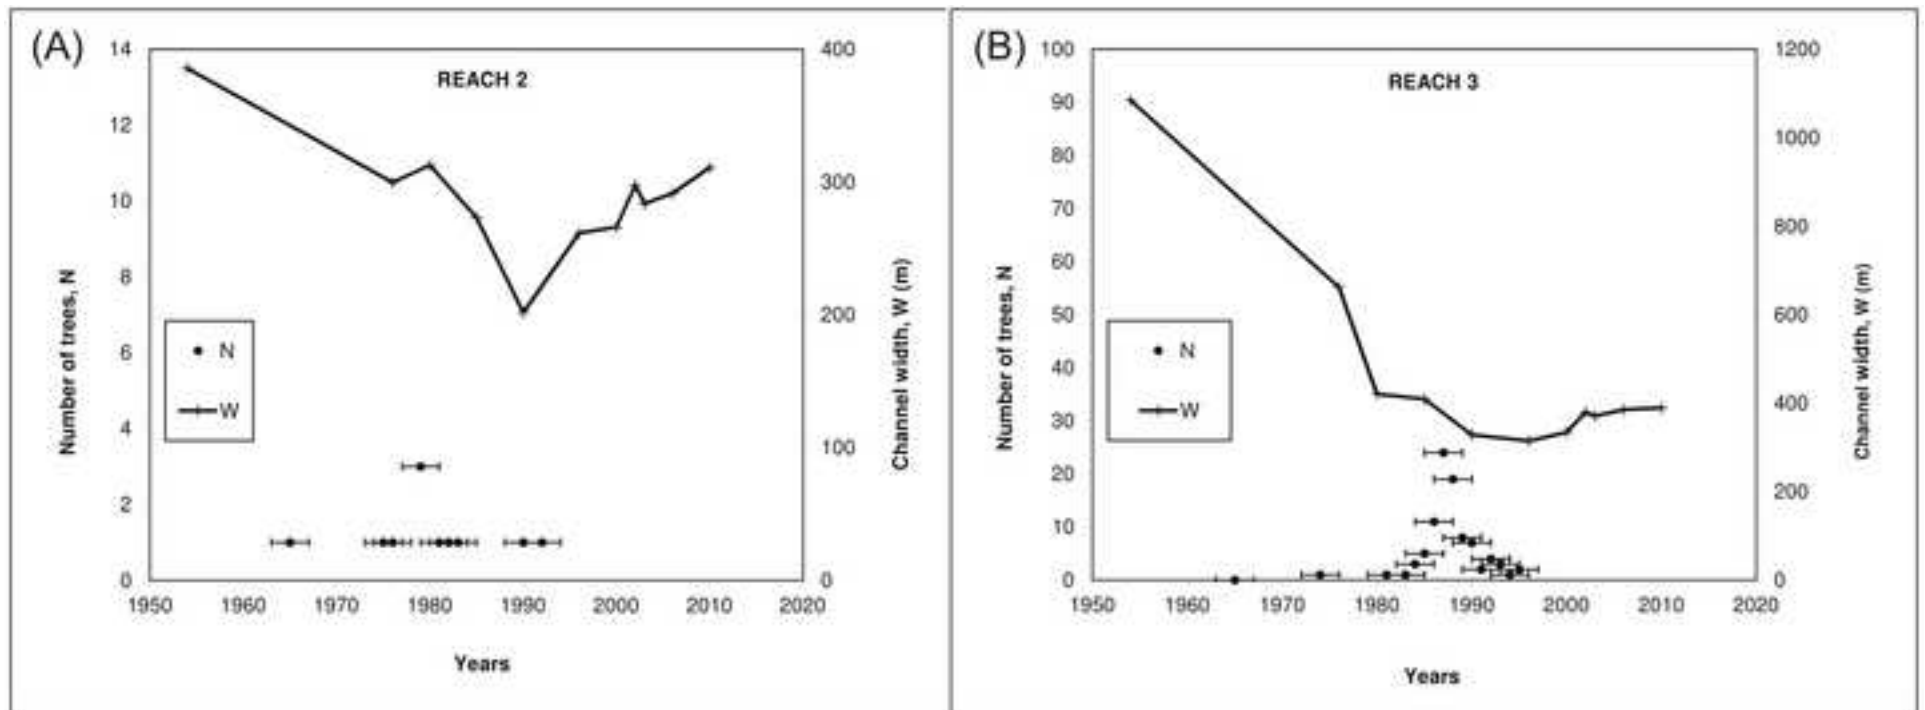 (A)
REACH 2
14
12
10
8
6
4
2
0
400
300
200
100
0
1950 1960 1970 1980 1990 2000 2010 2020
Number of trees, N
Channel width, W (m)
N
W
Years
(B)
REACH 3
100
90
80
70
60
50
40
30
20
10
0
1200
1000
800
600
400
200
0
1950 1960 1970 1980 1990 2000 2010 2020
Number of trees, N
Channel width, W (m)
N
W
Years